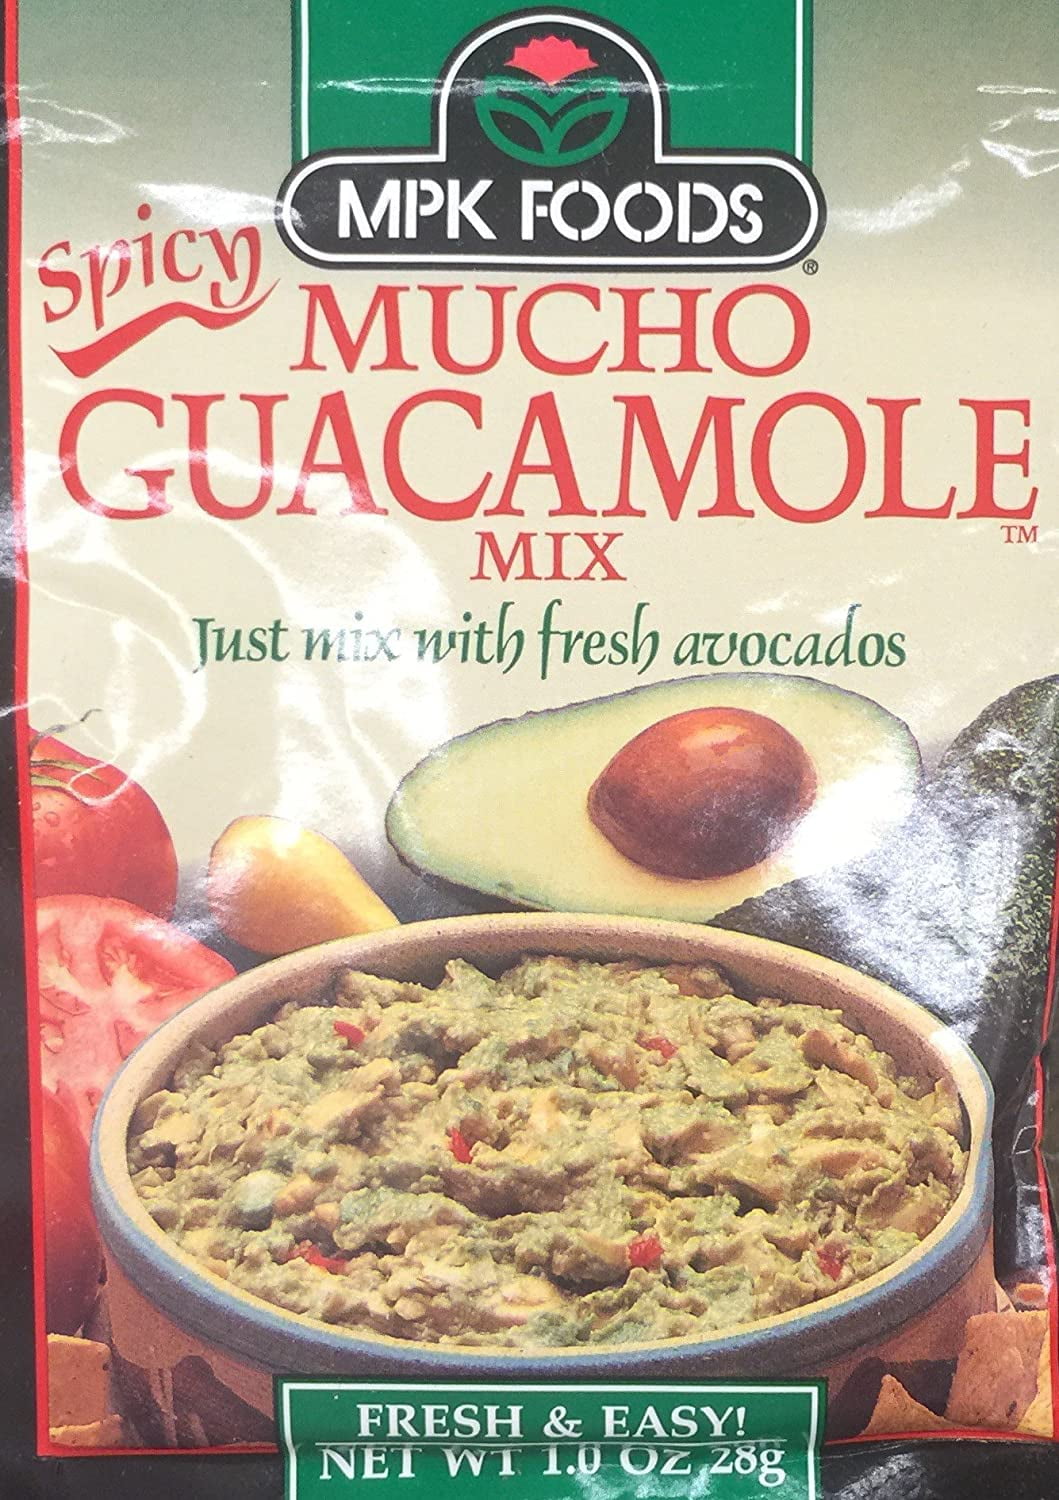 MPK FOODS
®
Spicy
MUCHO
GUACAMOLE
™
MIX
Just mix with fresh avocados
FRESH & EASY!
NET WT 1.0 OZ 28g